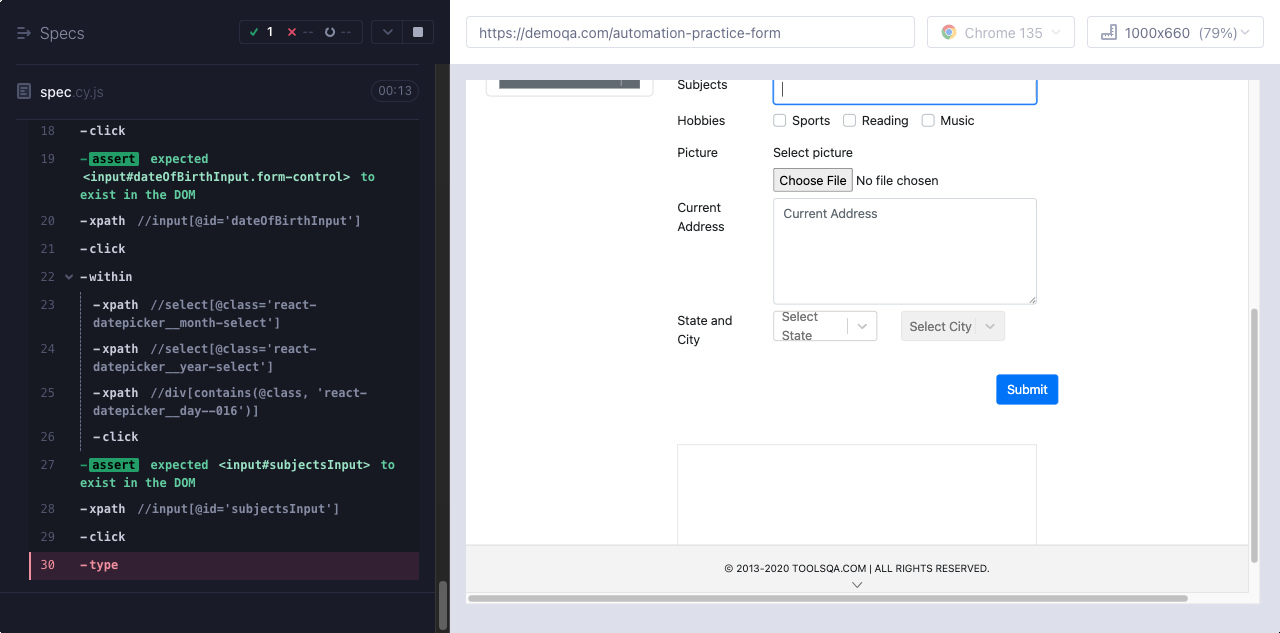 Specs
1
--
--
https://demoqa.com/automation-practice-form
Chrome 135
1000x660 (79%)
spec.cy.js
00:13
18 -click
19 -assert expected
<input#dateOfBirthInput.form-control> to
exist in the DOM
20 -xpath //input[@id='dateOfBirthInput']
21 -click
22 -within
23 -xpath //select[@class='react-
datepicker__month-select']
24 -xpath //select[@class='react-
datepicker__year-select']
25 -xpath //div[contains(@class, 'react-
datepicker__day--016')]
26 -click
27 -assert expected <input#subjectsInput> to
exist in the DOM
28 -xpath //input[@id='subjectsInput']
29 -click
30 -type
Subjects
Hobbies
Sports
Reading
Music
Picture
Select picture
Choose File No file chosen
Current
Address
Current Address
State and
City
Select
State
Select City
Submit
© 2013-2020 TOOLSQA.COM | ALL RIGHTS RESERVED.